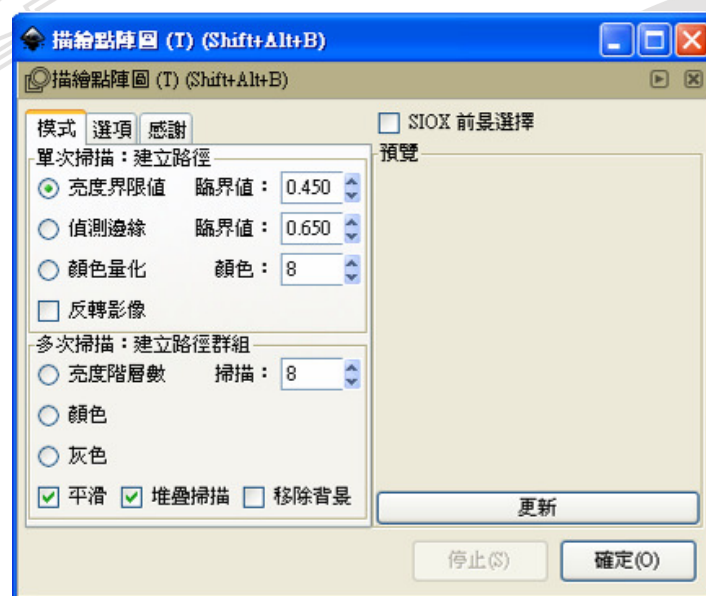 描繪點陣圖 (T) (Shift+Alt+B)
描繪點陣圖 (T) (Shift+Alt+B)
模式 選項 感謝
單次掃描：建立路徑
亮度界限值 臨界值： 0.450
偵測邊緣 臨界值： 0.650
顏色量化 顏色： 8
反轉影像
多次掃描：建立路徑群組
亮度階層數 掃描： 8
顏色
灰色
平滑 堆疊掃描 移除背景
SIOX 前景選擇
預覽
更新
停止(S) 確定(O)